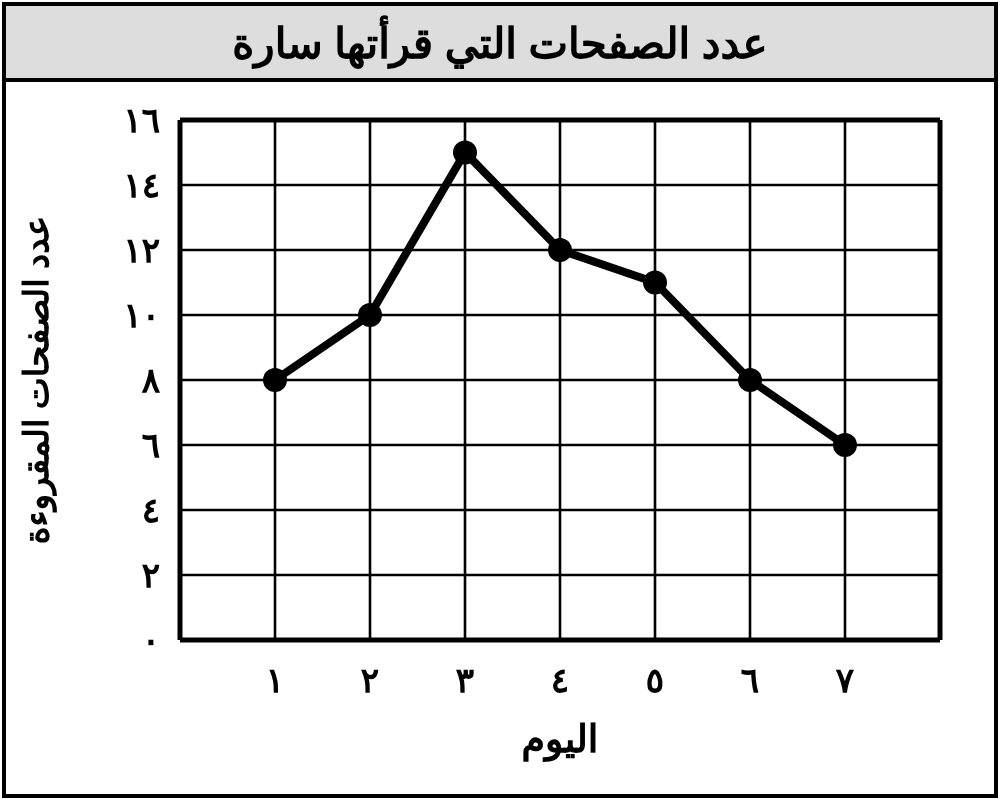 عدد الصفحات التي قرأتها سارة
عدد الصفحات المقروءة
١٦
١٤
١٢
١٠
٨
٦
٤
٢
٠
١ ٢ ٣ ٤ ٥ ٦ ٧
اليوم